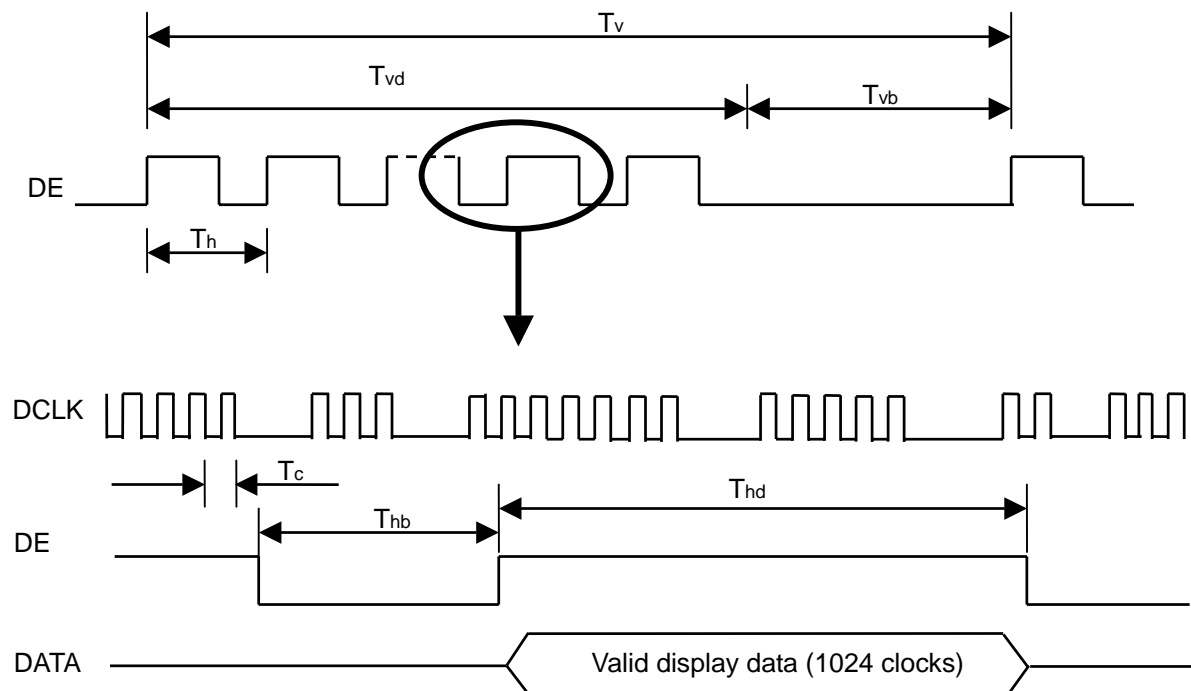 Tv
Tvd
Tvb
DE
Th
DCLK
Tc
Thd
Thb
DE
DATA
Valid display data (1024 clocks)